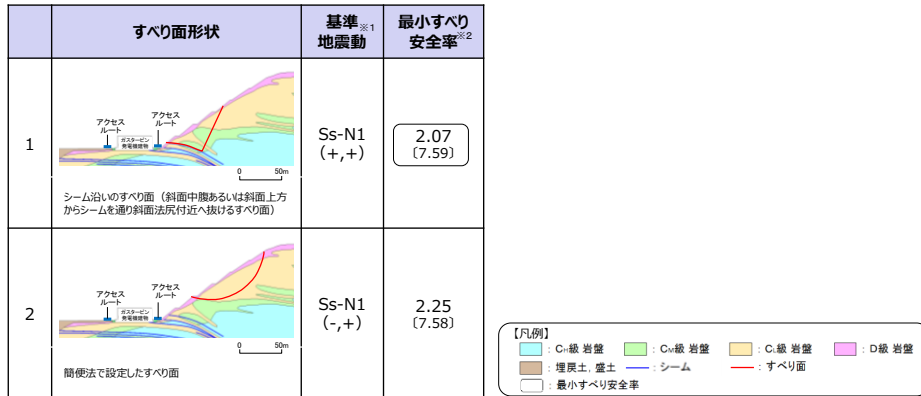 すべり面形状
基準※1
地震動
最小すべり
安全率※2
1
アクセス
ルート
ガスタービン
発電機建物
アクセス
ルート
0 50m
シーム沿いのすべり面（斜面中腹あるいは斜面上方
からシームを通り斜面法尻付近へ抜けるすべり面）
Ss-N1
(+,+)
2.07
〔7.59〕
2
アクセス
ルート
ガスタービン
発電機建物
アクセス
ルート
0 50m
簡便法で設定したすべり面
Ss-N1
(-,+)
2.25
〔7.58〕
【凡例】
：CH級 岩盤 ：CM級 岩盤 ：CL級 岩盤 ：D級 岩盤
：埋戻土，盛土 ：シーム ：すべり面
：最小すべり安全率